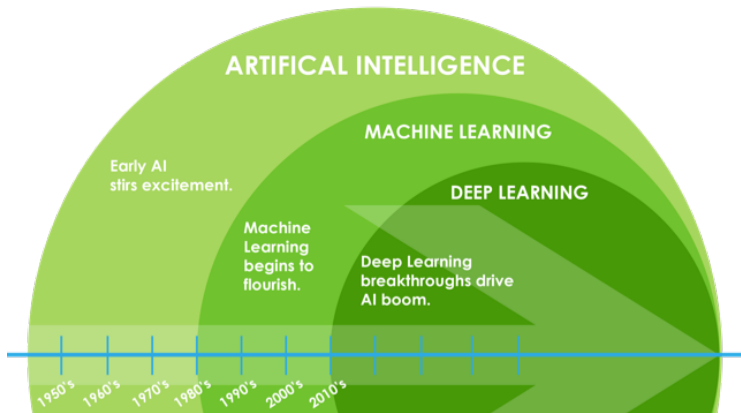 ARTIFICAL INTELLIGENCE
MACHINE LEARNING
Early AI
stirs excitement.
DEEP LEARNING
Machine
Learning
begins to
flourish.
Deep Learning
breakthroughs drive
AI boom.
1950's
1960's
1970's
1980's
1990's
2000's
2010's